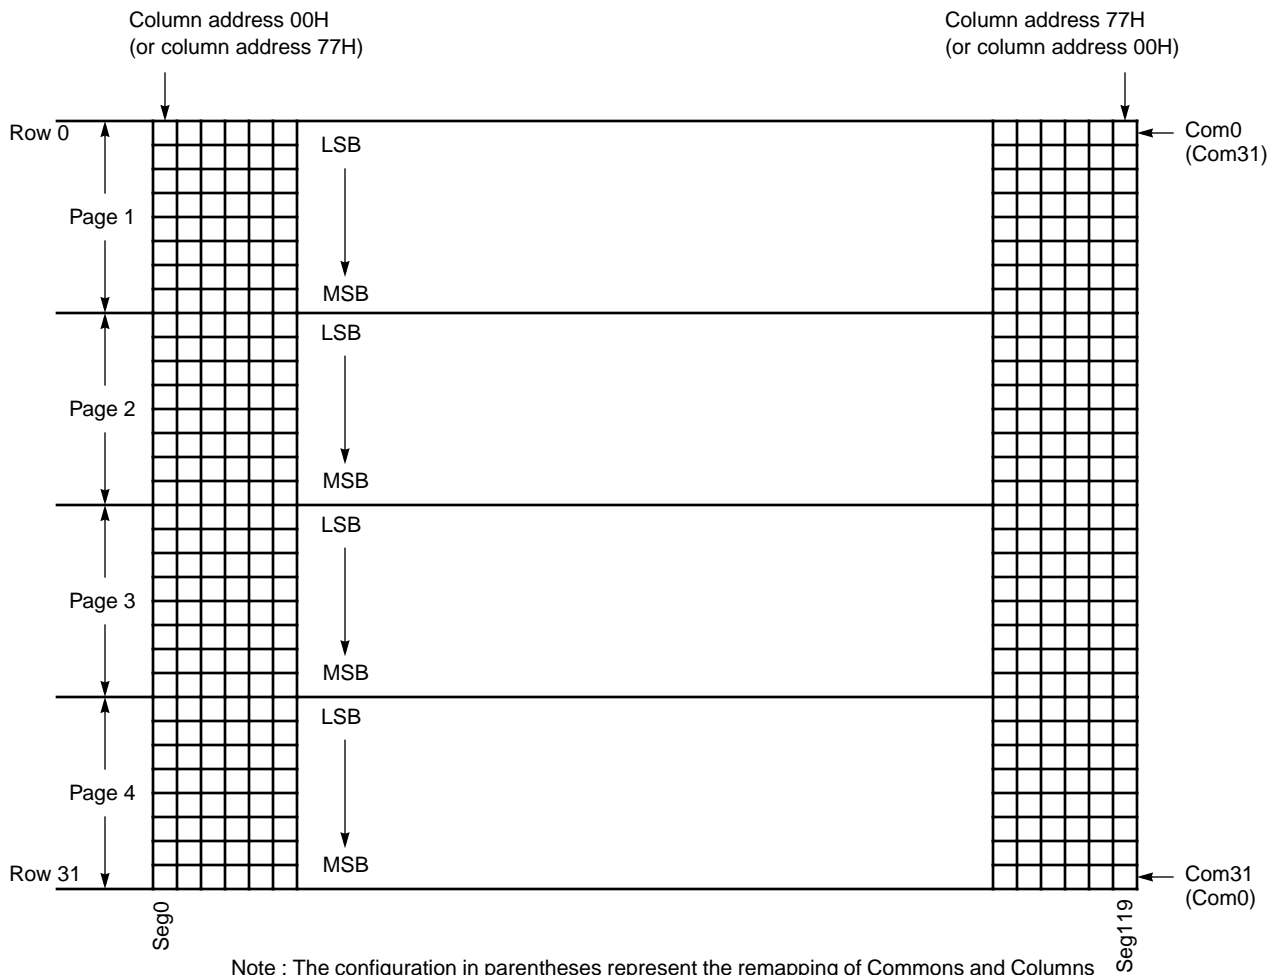 Column address 00H
(or column address 77H)
Column address 77H
(or column address 00H)
Row 0
LSB
Com0
(Com31)
Page 1
MSB
LSB
Page 2
MSB
LSB
Page 3
MSB
LSB
Page 4
MSB
Row 31
Com31
(Com0)
Seg0
Seg119
Note : The configuration in parentheses represent the remapping of Commons and Columns